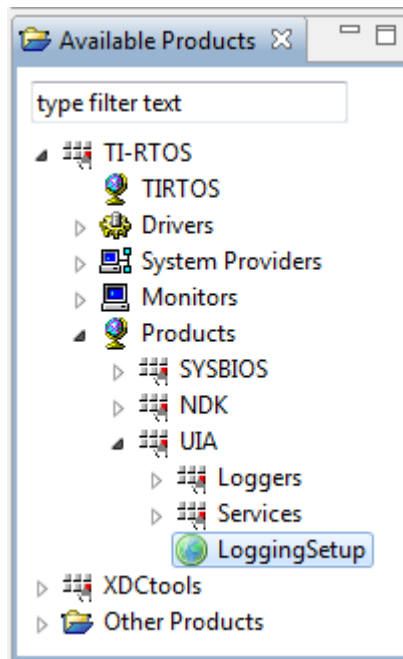 Available Products
type filter text
TI-RTOS
TIRTOS
Drivers
System Providers
Monitors
Products
SYSBIOS
NDK
UIA
Loggers
Services
LoggingSetup
XDCtools
Other Products